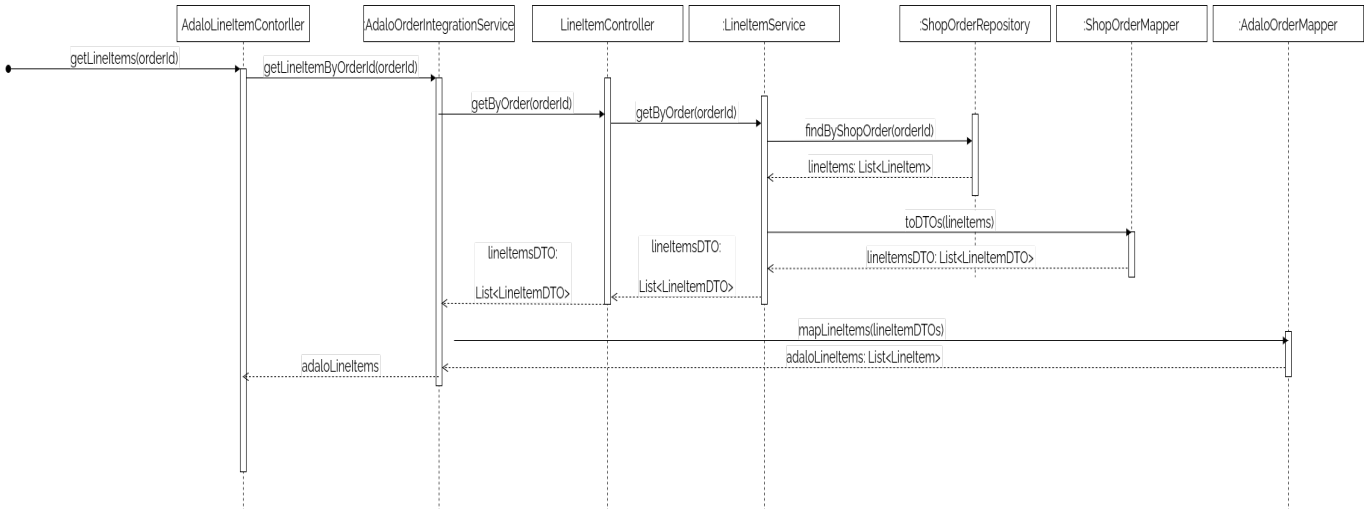 AdaloLineItemContorller
:AdaloOrderIntegrationService
LineItemController
:LineItemService
:ShopOrderRepository
:ShopOrderMapper
:AdaloOrderMapper
getLineItems(orderId)
getLineItemByOrderId(orderId)
getByOrder(orderId)
getByOrder(orderId)
findByShopOrder(orderId)
lineItems: List<LineItem>
toDTOs(lineItems)
lineItemsDTO: List<LineItemDTO>
lineItemsDTO:
List<LineItemDTO>
lineItemsDTO:
List<LineItemDTO>
mapLineItems(lineItemDTOs)
adaloLineItems: List<LineItem>
adaloLineItems